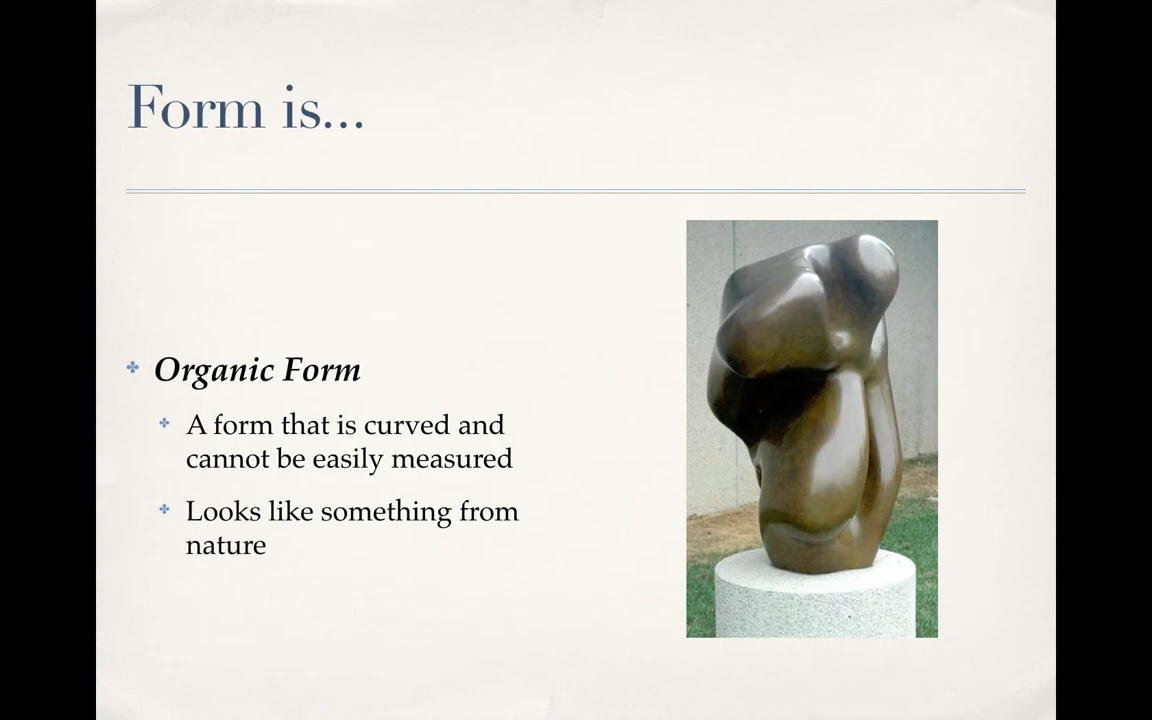 Form is...
Organic Form
A form that is curved and
cannot be easily measured
Looks like something from
nature